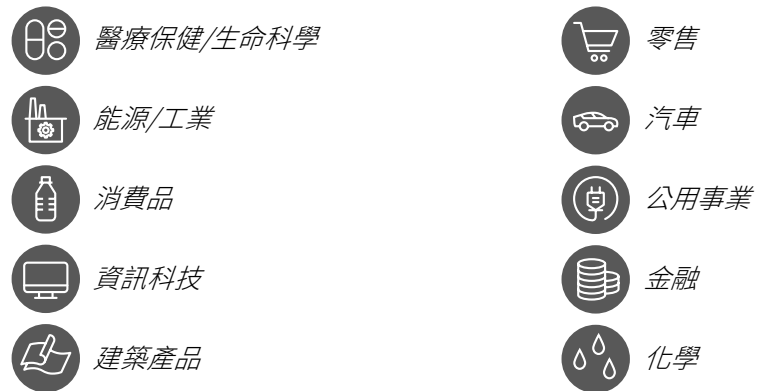 醫療保健/生命科學
能源/工業
消費品
資訊科技
建築產品
零售
汽車
公用事業
金融
化學